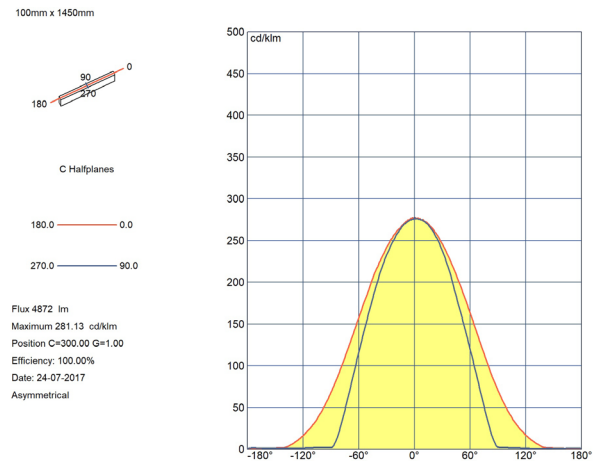 100mm x 1450mm
0
90
270
180
C Halfplanes
180.0 0.0
270.0 90.0
Flux 4872 lm
Maximum 281.13 cd/klm
Position C=300.00 G=1.00
Efficiency: 100.00%
Date: 24-07-2017
Asymmetrical
500
cd/klm
450
400
350
300
250
200
150
100
50
0
-180° -120° -60° 0° 60° 120° 180°